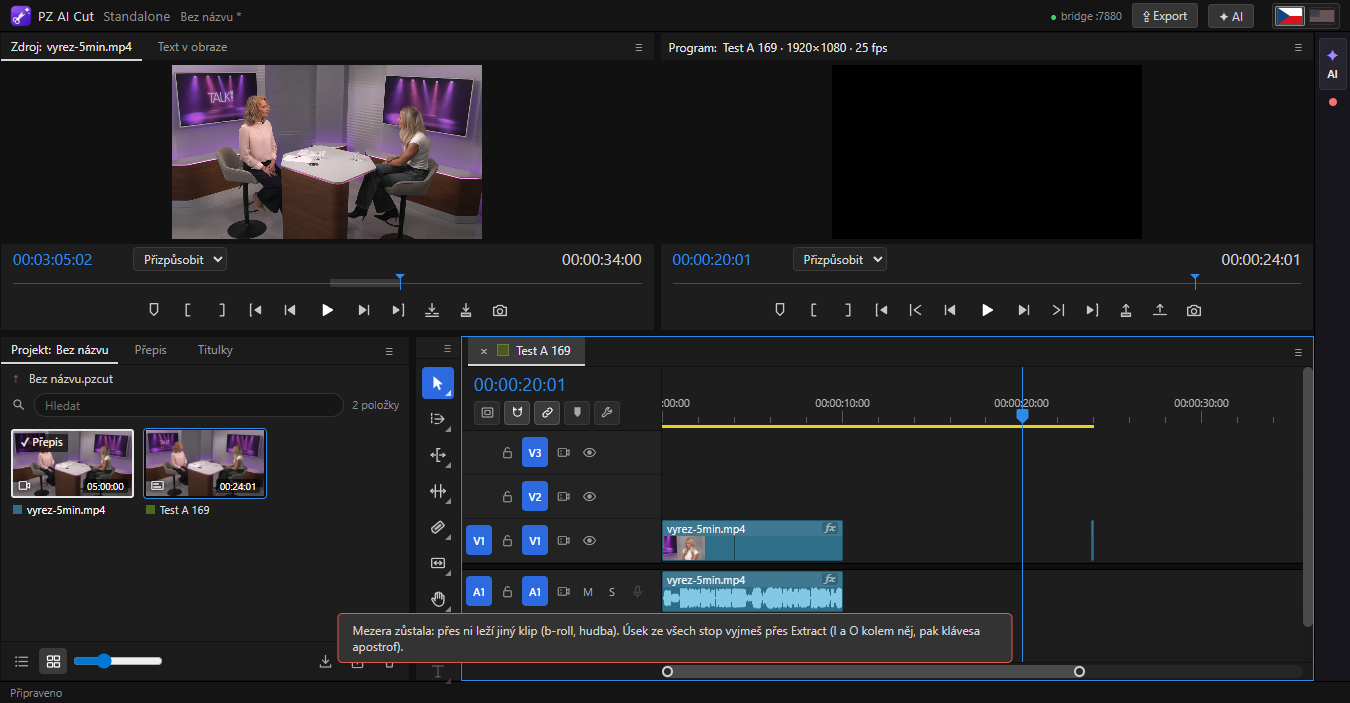 PZ AI Cut Standalone Bez názvu *
bridge :7880
Export
AI
Zdroj: vyrez-5min.mp4
Text v obraze
Program: Test A 169 · 1920×1080 · 25 fps
AI
TALK!
00:03:05:02
Přizpůsobit
00:00:34:00
00:00:20:01
Přizpůsobit
00:00:24:01
Projekt: Bez názvu
Přepis
Titulky
Bez názvu.pzcut
Hledat
2 položky
✓ Přepis
05:00:00
00:24:01
vyrez-5min.mp4
Test A 169
× Test A 169
00:00:20:01
:00:00
00:00:10:00
00:00:20:00
00:00:30:00
V3
V2
V1
V1
vyrez-5min.mp4
fx
A1
A1
M
S
vyrez-5min.mp4
fx
Mezera zůstala: přes ni leží jiný klip (b-roll, hudba). Úsek ze všech stop vyjmeš přes Extract (I a O kolem něj, pak klávesa
apostrof).
T
Připraveno